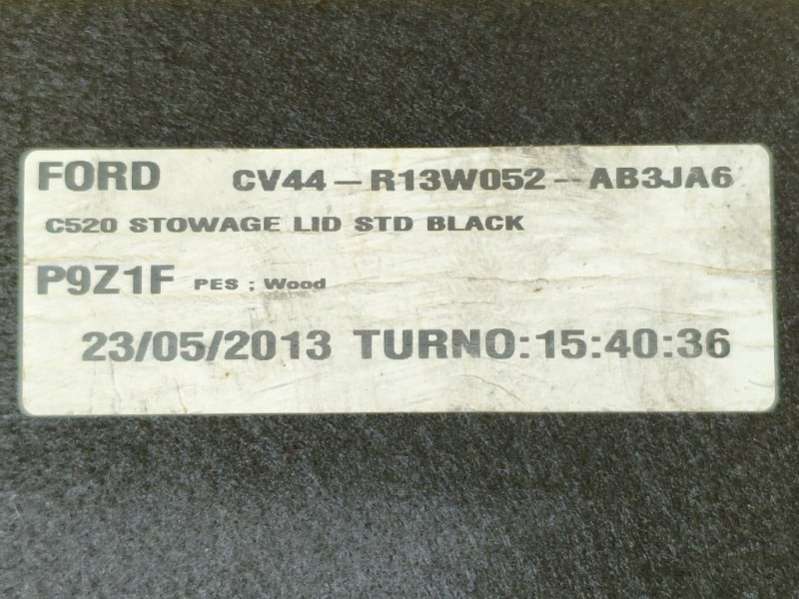 FORD CV44-R13W052-AB3JA6
C520 STOWAGE LID STD BLACK
P9Z1F PES ; Wood
23/05/2013 TURNO:15:40:36